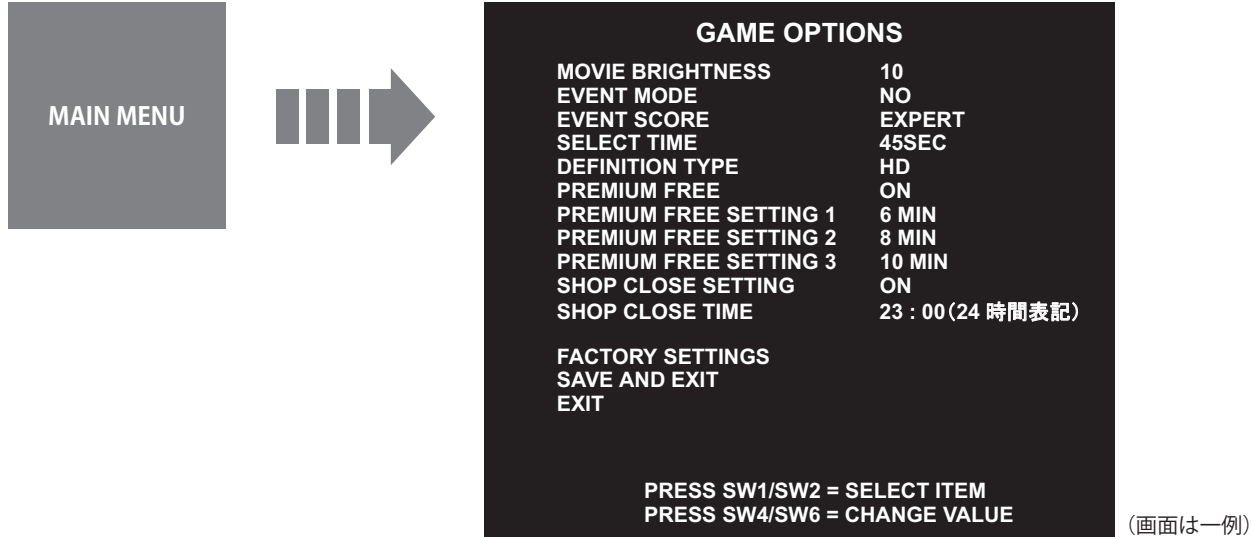 MAIN MENU
GAME OPTIONS
MOVIE BRIGHTNESS 10
EVENT MODE NO
EVENT SCORE EXPERT
SELECT TIME 45SEC
DEFINITION TYPE HD
PREMIUM FREE ON
PREMIUM FREE SETTING 1 6 MIN
PREMIUM FREE SETTING 2 8 MIN
PREMIUM FREE SETTING 3 10 MIN
SHOP CLOSE SETTING ON
SHOP CLOSE TIME 23 : 00（24 時間表記）
FACTORY SETTINGS
SAVE AND EXIT
EXIT
PRESS SW1/SW2 = SELECT ITEM
PRESS SW4/SW6 = CHANGE VALUE
（画面は一例）